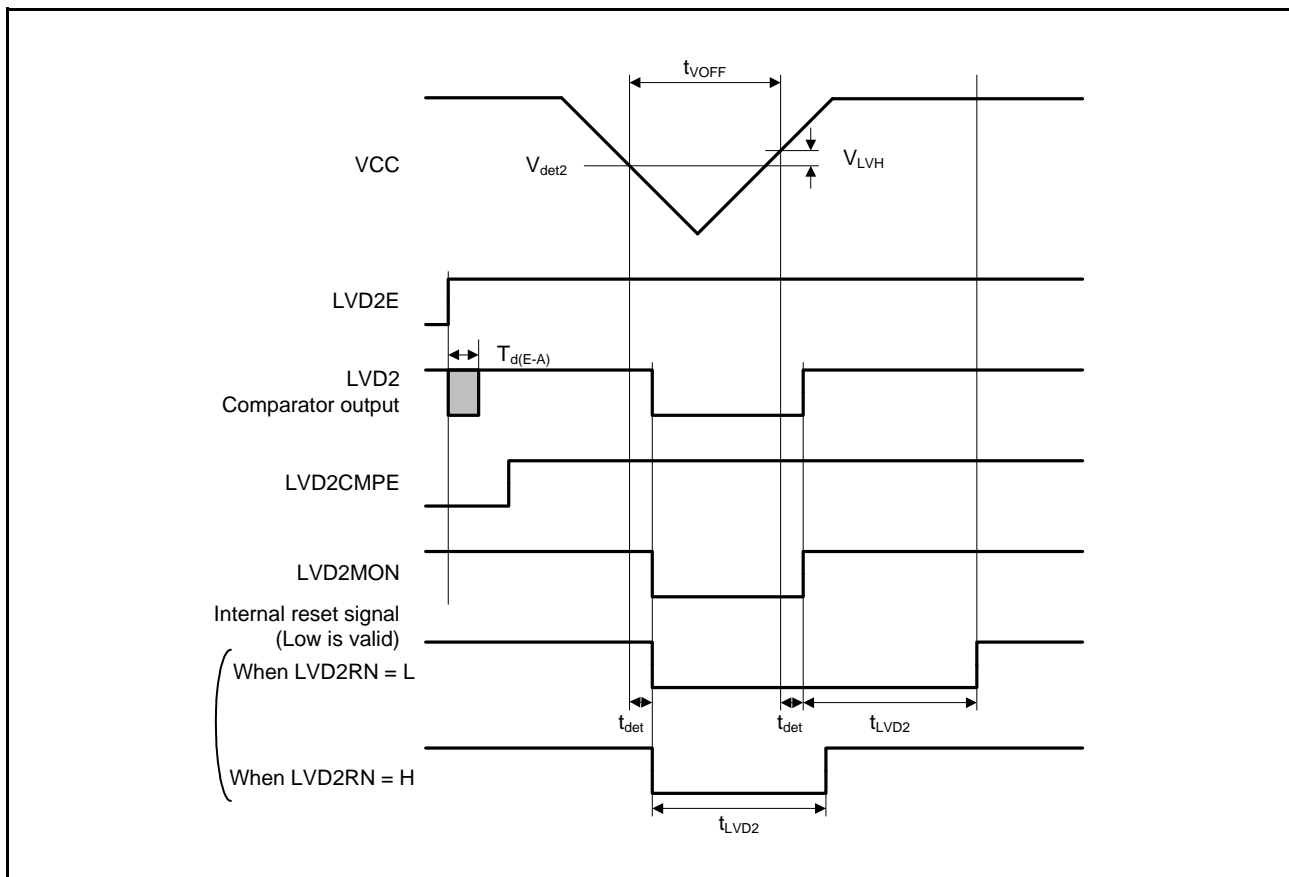 tVOFF
VCC
Vdet2
VLVH
LVD2E
Td(E-A)
LVD2
Comparator output
LVD2CMPE
LVD2MON
Internal reset signal
(Low is valid)
When LVD2RN = L
tdet
tdet
tLVD2
When LVD2RN = H
tLVD2